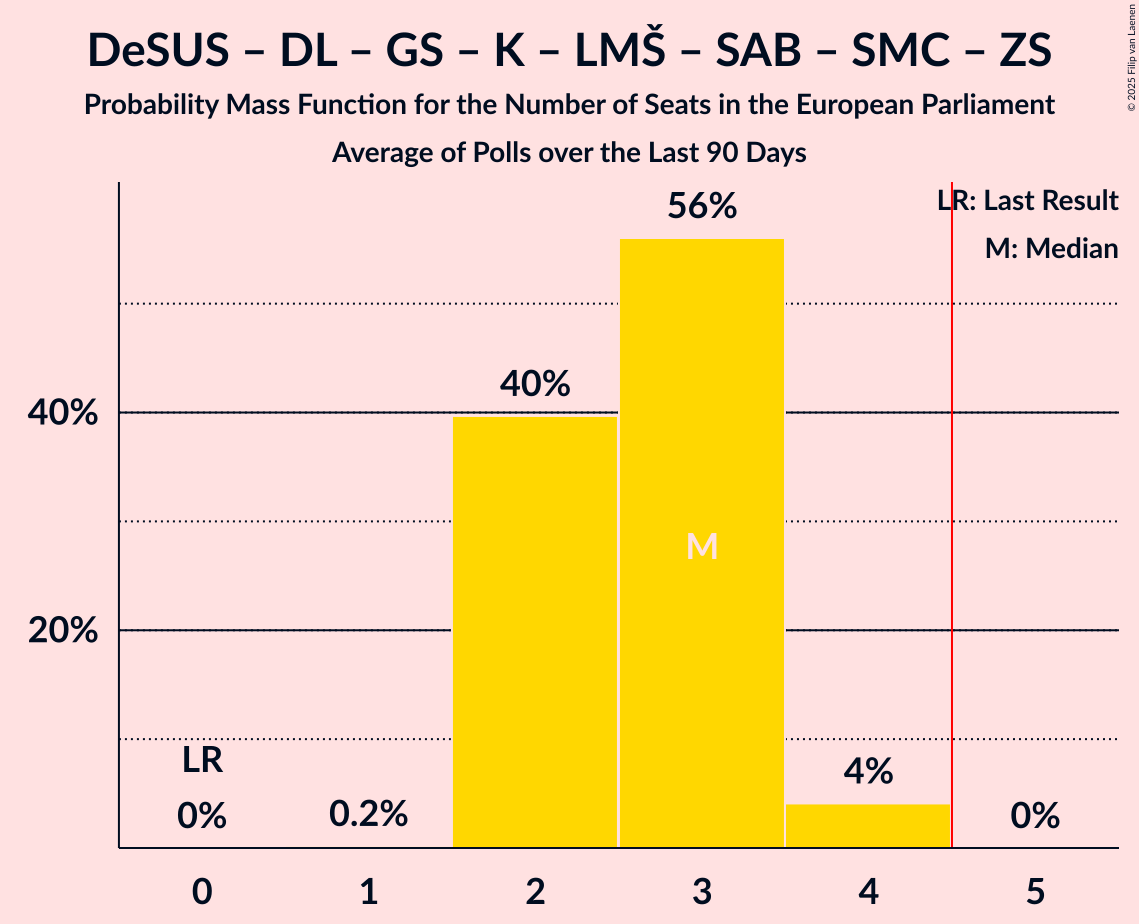 DeSUS – DL – GS – K – LMŠ – SAB – SMC – ZS
Probability Mass Function for the Number of Seats in the European Parliament
Average of Polls over the Last 90 Days
© 2025 Filip van Laenen
LR: Last Result
M: Median
56%
40%
40%
M
20%
LR
4%
0%
0.2%
0%
0
1
2
3
4
5